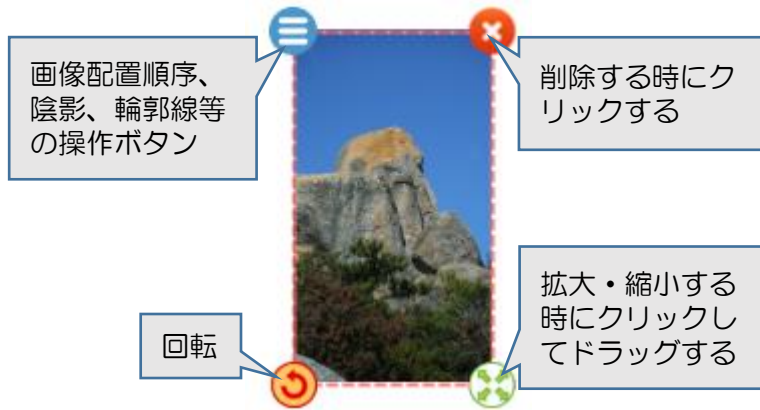 画像配置順序、
陰影、輪郭線等
の操作ボタン
削除する時にク
リックする
回転
拡大・縮小する
時にクリックし
てドラッグする